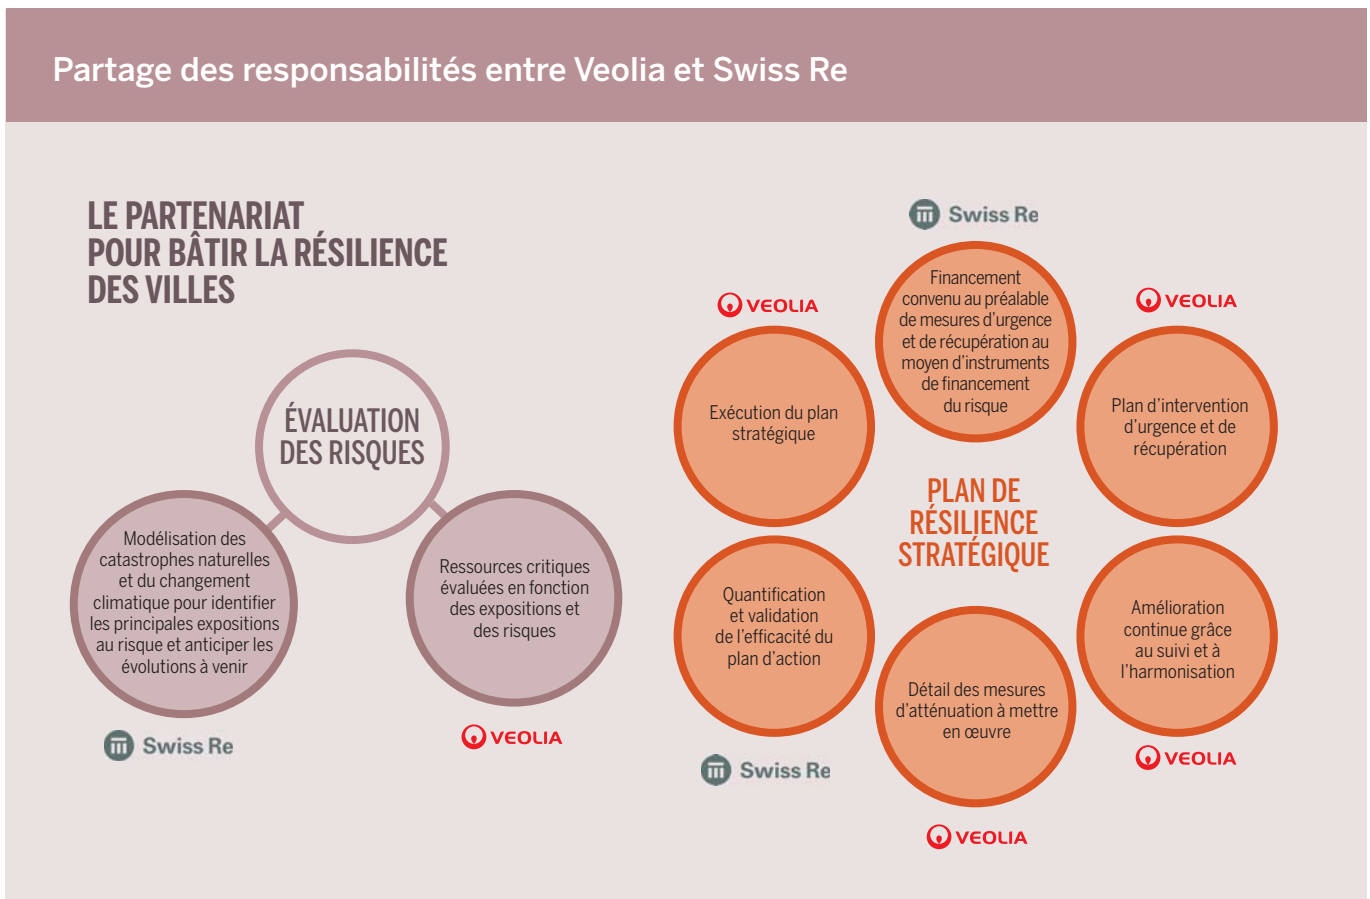 Partage des responsabilités entre Veolia et Swiss Re
LE PARTENARIAT
POUR BÂTIR LA RÉSILIENCE
DES VILLES
ÉVALUATION
DES RISQUES
Modélisation des
catastrophes naturelles
et du changement
climatique pour identifier
les principales expositions
au risque et anticiper les
évolutions à venir
Swiss Re
Ressources critiques
évaluées en fonction
des expositions et
des risques
VEOLIA
PLAN DE
RÉSILIENCE
STRATÉGIQUE
Swiss Re
Financement
convenu au préalable
de mesures d'urgence
et de récupération au
moyen d'instruments
de financement
du risque
VEOLIA
Plan d'intervention
d'urgence et de
récupération
Amélioration
continue grâce
au suivi et à
l'harmonisation
VEOLIA
Détail des mesures
d'atténuation à mettre
en œuvre
VEOLIA
Quantification
et validation
de l'efficacité du
plan d'action
Swiss Re
VEOLIA
Exécution du plan
stratégique